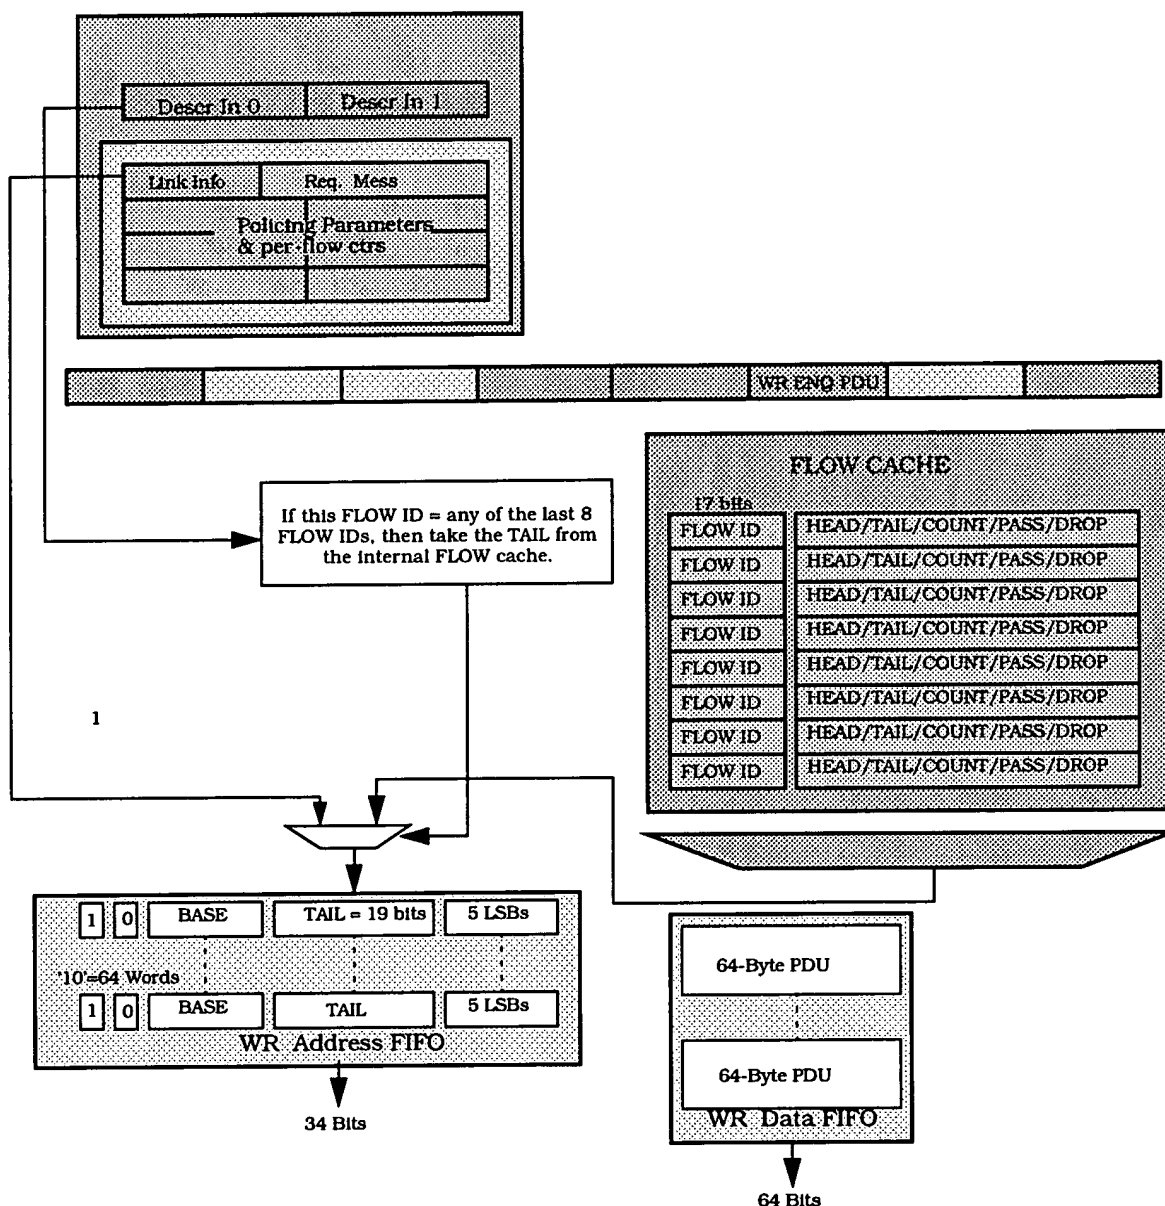 Descr In 0
Descr In 1
Link Info
Req. Mess
Policing Parameters
& per-flow ctrs
WR ENQ PDU
FLOW CACHE
17 bits
FLOW ID
HEAD/TAIL/COUNT/PASS/DROP
FLOW ID
HEAD/TAIL/COUNT/PASS/DROP
FLOW ID
HEAD/TAIL/COUNT/PASS/DROP
FLOW ID
HEAD/TAIL/COUNT/PASS/DROP
FLOW ID
HEAD/TAIL/COUNT/PASS/DROP
FLOW ID
HEAD/TAIL/COUNT/PASS/DROP
FLOW ID
HEAD/TAIL/COUNT/PASS/DROP
FLOW ID
HEAD/TAIL/COUNT/PASS/DROP
If this FLOW ID = any of the last 8
FLOW IDs, then take the TAIL from
the internal FLOW cache.
1
1
0
BASE
TAIL = 19 bits
5 LSBs
'10'=64 Words
1
0
BASE
TAIL
5 LSBs
WR Address FIFO
34 Bits
64-Byte PDU
64-Byte PDU
WR Data FIFO
64 Bits